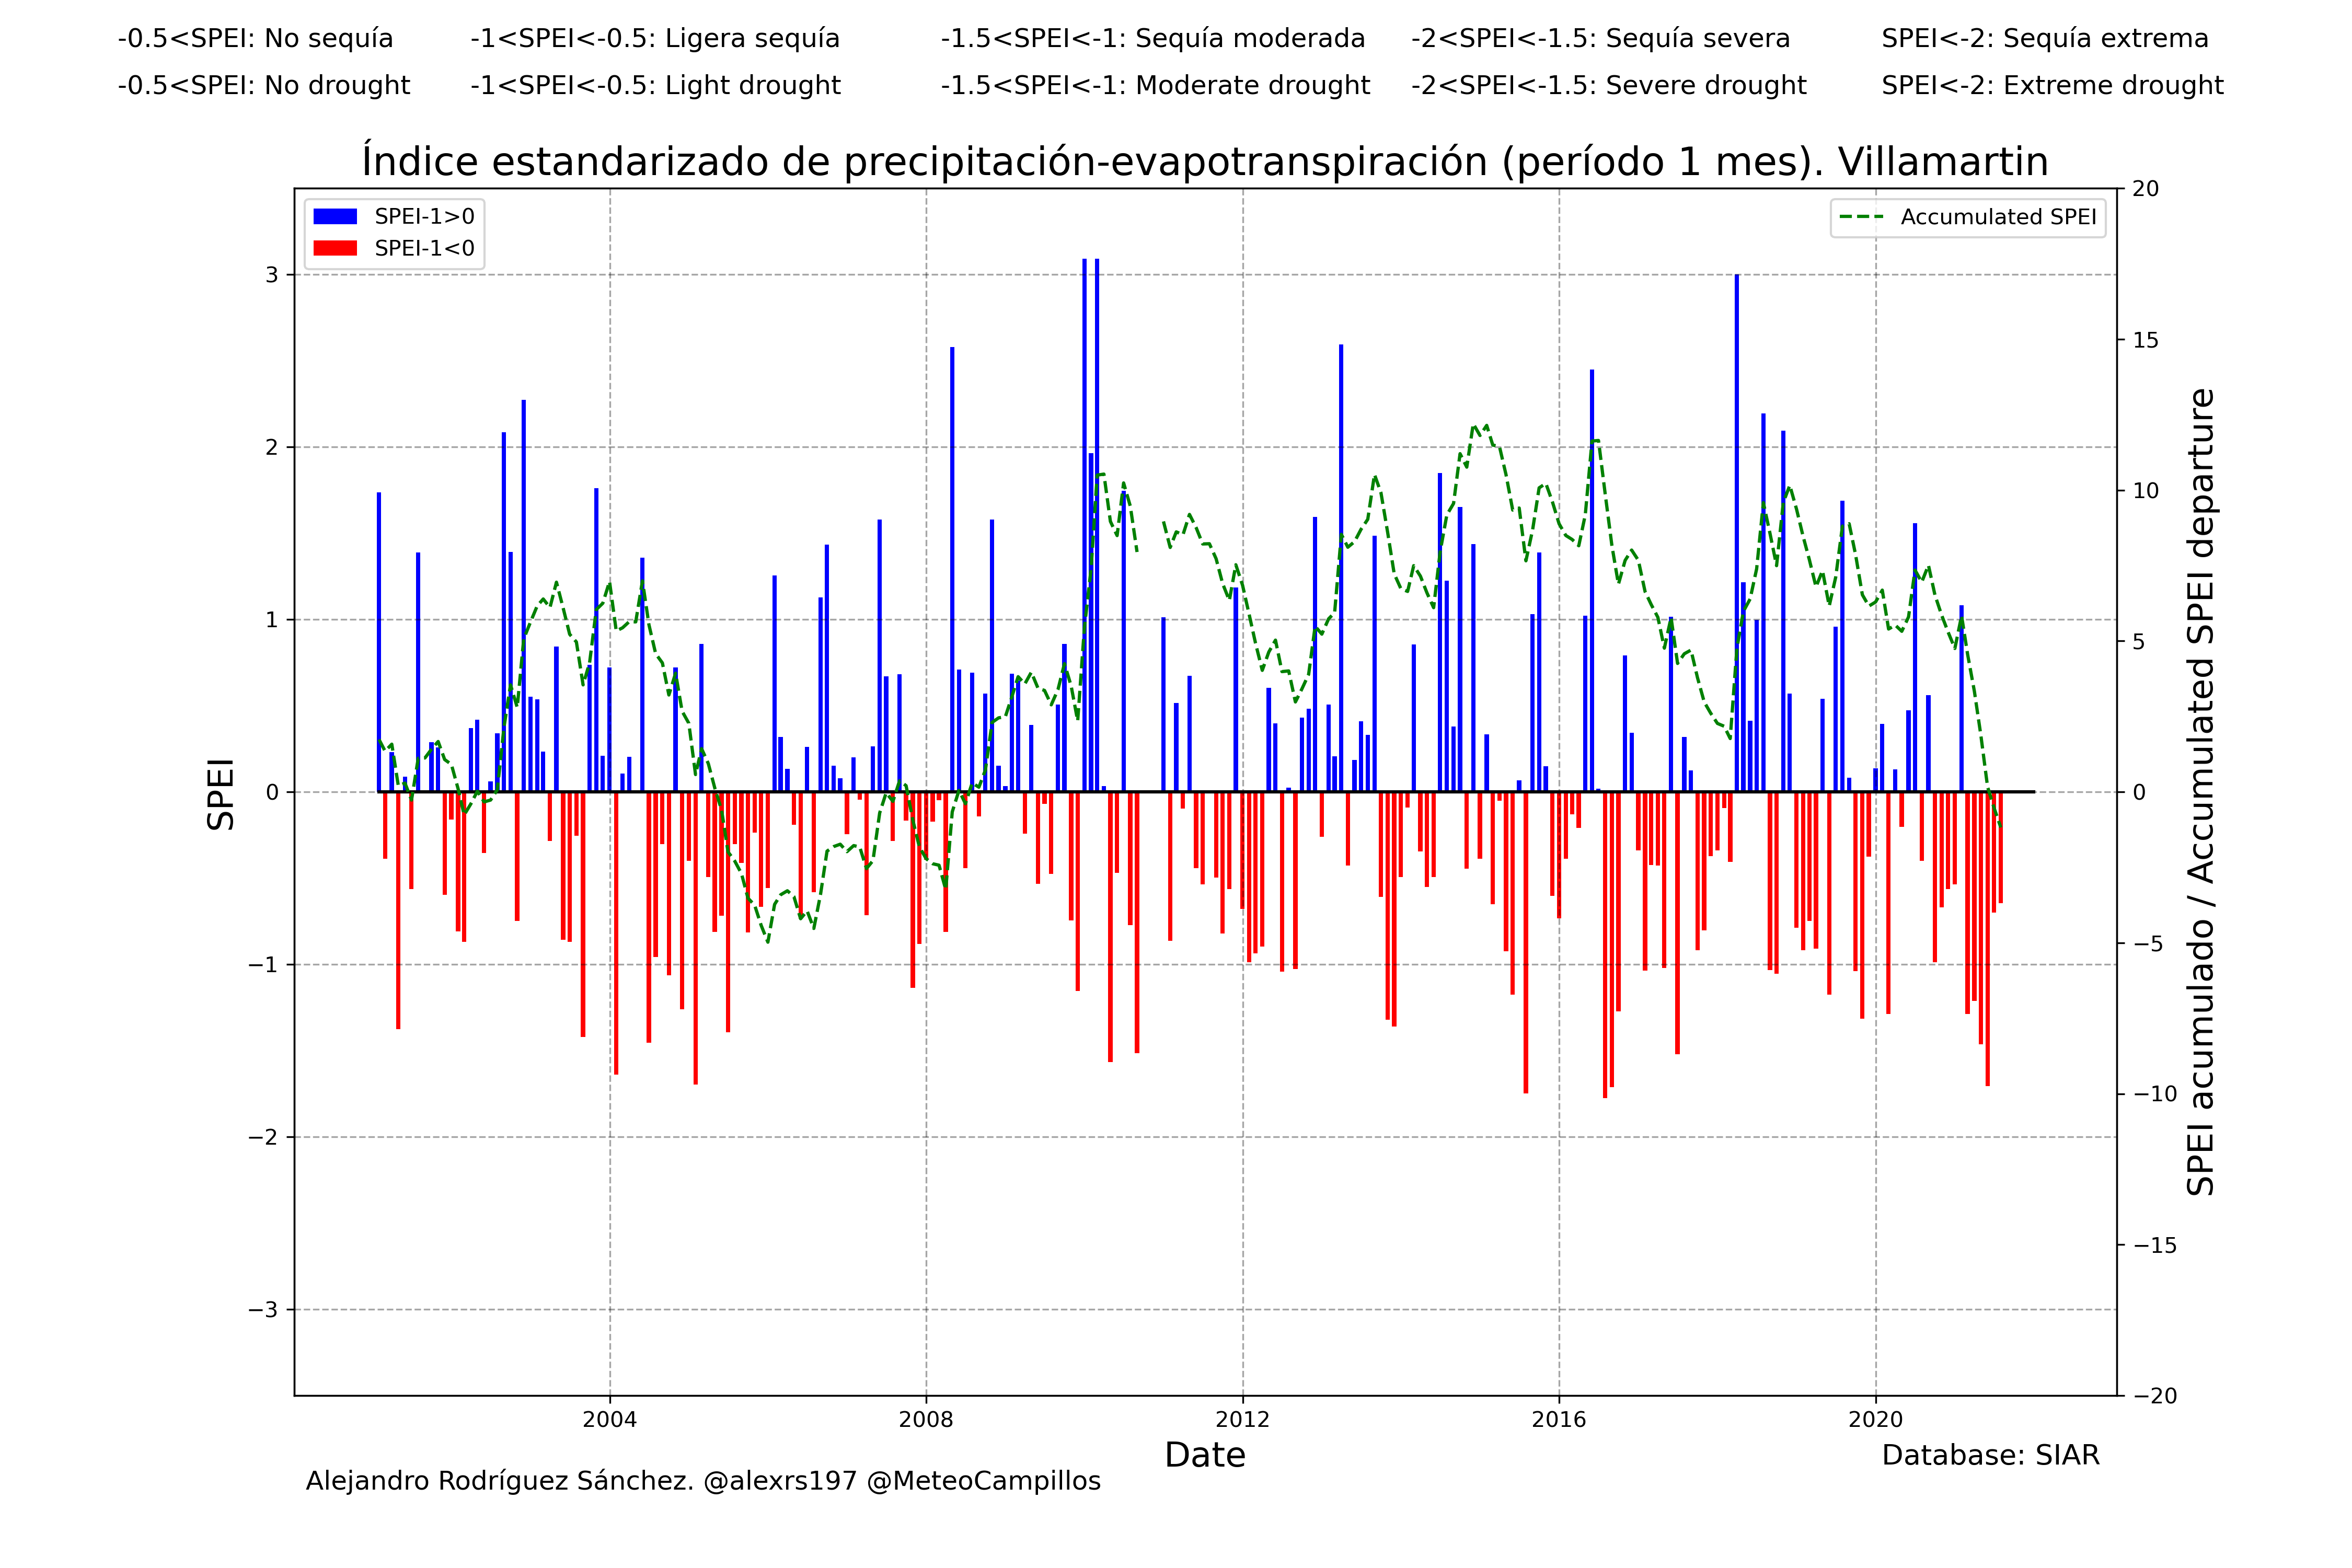 -0.5<SPEI: No sequía -1<SPEI<-0.5: Ligera sequía -1.5<SPEI<-1: Sequía moderada -2<SPEI<-1.5: Sequía severa SPEI<-2: Sequía extrema
-0.5<SPEI: No drought -1<SPEI<-0.5: Light drought -1.5<SPEI<-1: Moderate drought -2<SPEI<-1.5: Severe drought SPEI<-2: Extreme drought
Índice estandarizado de precipitación-evapotranspiración (período 1 mes). Villamartin
SPEI-1>0
SPEI-1<0
Accumulated SPEI
SPEI
3
2
1
0
−1
−2
−3
20
15
10
5
0
−5
−10
−15
−20
SPEI acumulado / Accumulated SPEI departure
2004 2008 2012 2016 2020
Date
Database: SIAR
Alejandro Rodríguez Sánchez. @alexrs197 @MeteoCampillos